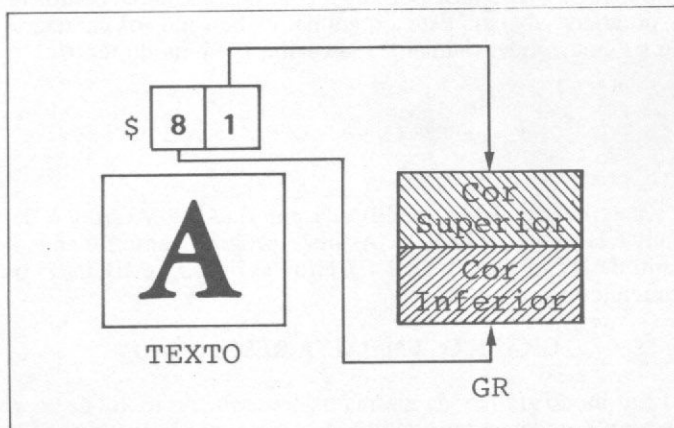 $ 8 1
A
TEXTO
Cor
Superior
Cor
Inferior
GR